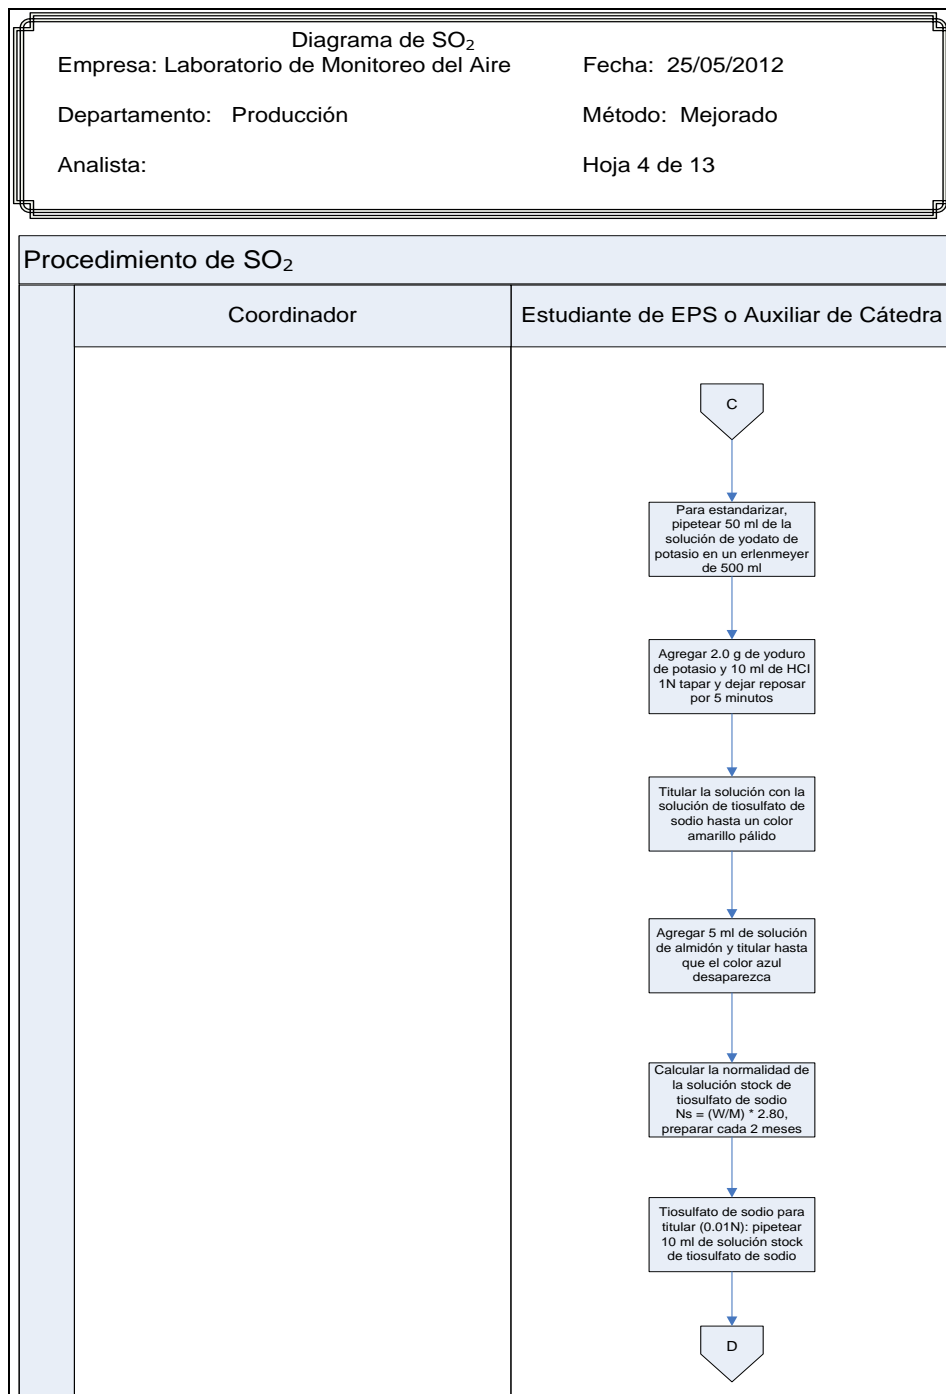 Diagrama de SO₂
Empresa: Laboratorio de Monitoreo del Aire Fecha: 25/05/2012
Departamento: Producción Método: Mejorado
Analista: Hoja 4 de 13
Procedimiento de SO₂
Coordinador Estudiante de EPS o Auxiliar de Cátedra
C
Para estandarizar,
pipetear 50 ml de la
solución de yodato de
potasio en un erlenmeyer
de 500 ml
Agregar 2.0 g de yoduro
de potasio y 10 ml de HCl
1N tapar y dejar reposar
por 5 minutos
Titular la solución con la
solución de tiosulfato de
sodio hasta un color
amarillo pálido
Agregar 5 ml de solución
de almidón y titular hasta
que el color azul
desaparezca
Calcular la normalidad de
la solución stock de
tiosulfato de sodio
Ns = (W/M) * 2.80,
preparar cada 2 meses
Tiosulfato de sodio para
titular (0.01N): pipetear
10 ml de solución stock
de tiosulfato de sodio
D